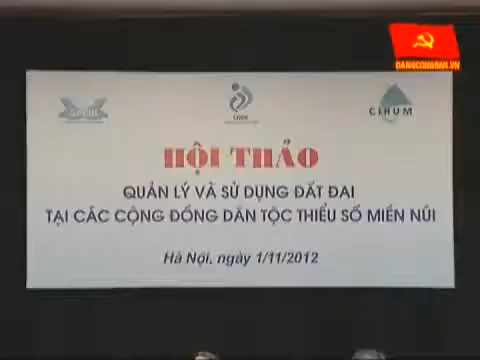 DANGCONGSAN.VN
CIRUM
HỘI THẢO
QUẢN LÝ VÀ SỬ DỤNG ĐẤT ĐAI
TẠI CÁC CỘNG ĐỒNG DÂN TỘC THIỂU SỐ MIỀN NÚI
Hà Nội, ngày 1/11/2012